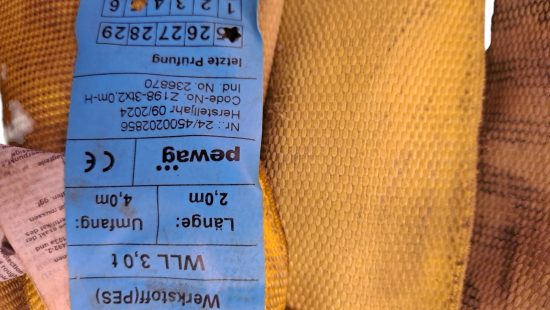 Werkstoff(PES)
WLL 3,0 t
Länge: Umfang:
2,0m 4,0m
pewag CE
Nr.: 24/4500202856
Herstelljahr 09/2024
Code-No. Z198-3tx2,0m-H
Ind. No. 236870
letzte Prüfung
5 26 27 28 29
1 2 3 4 6